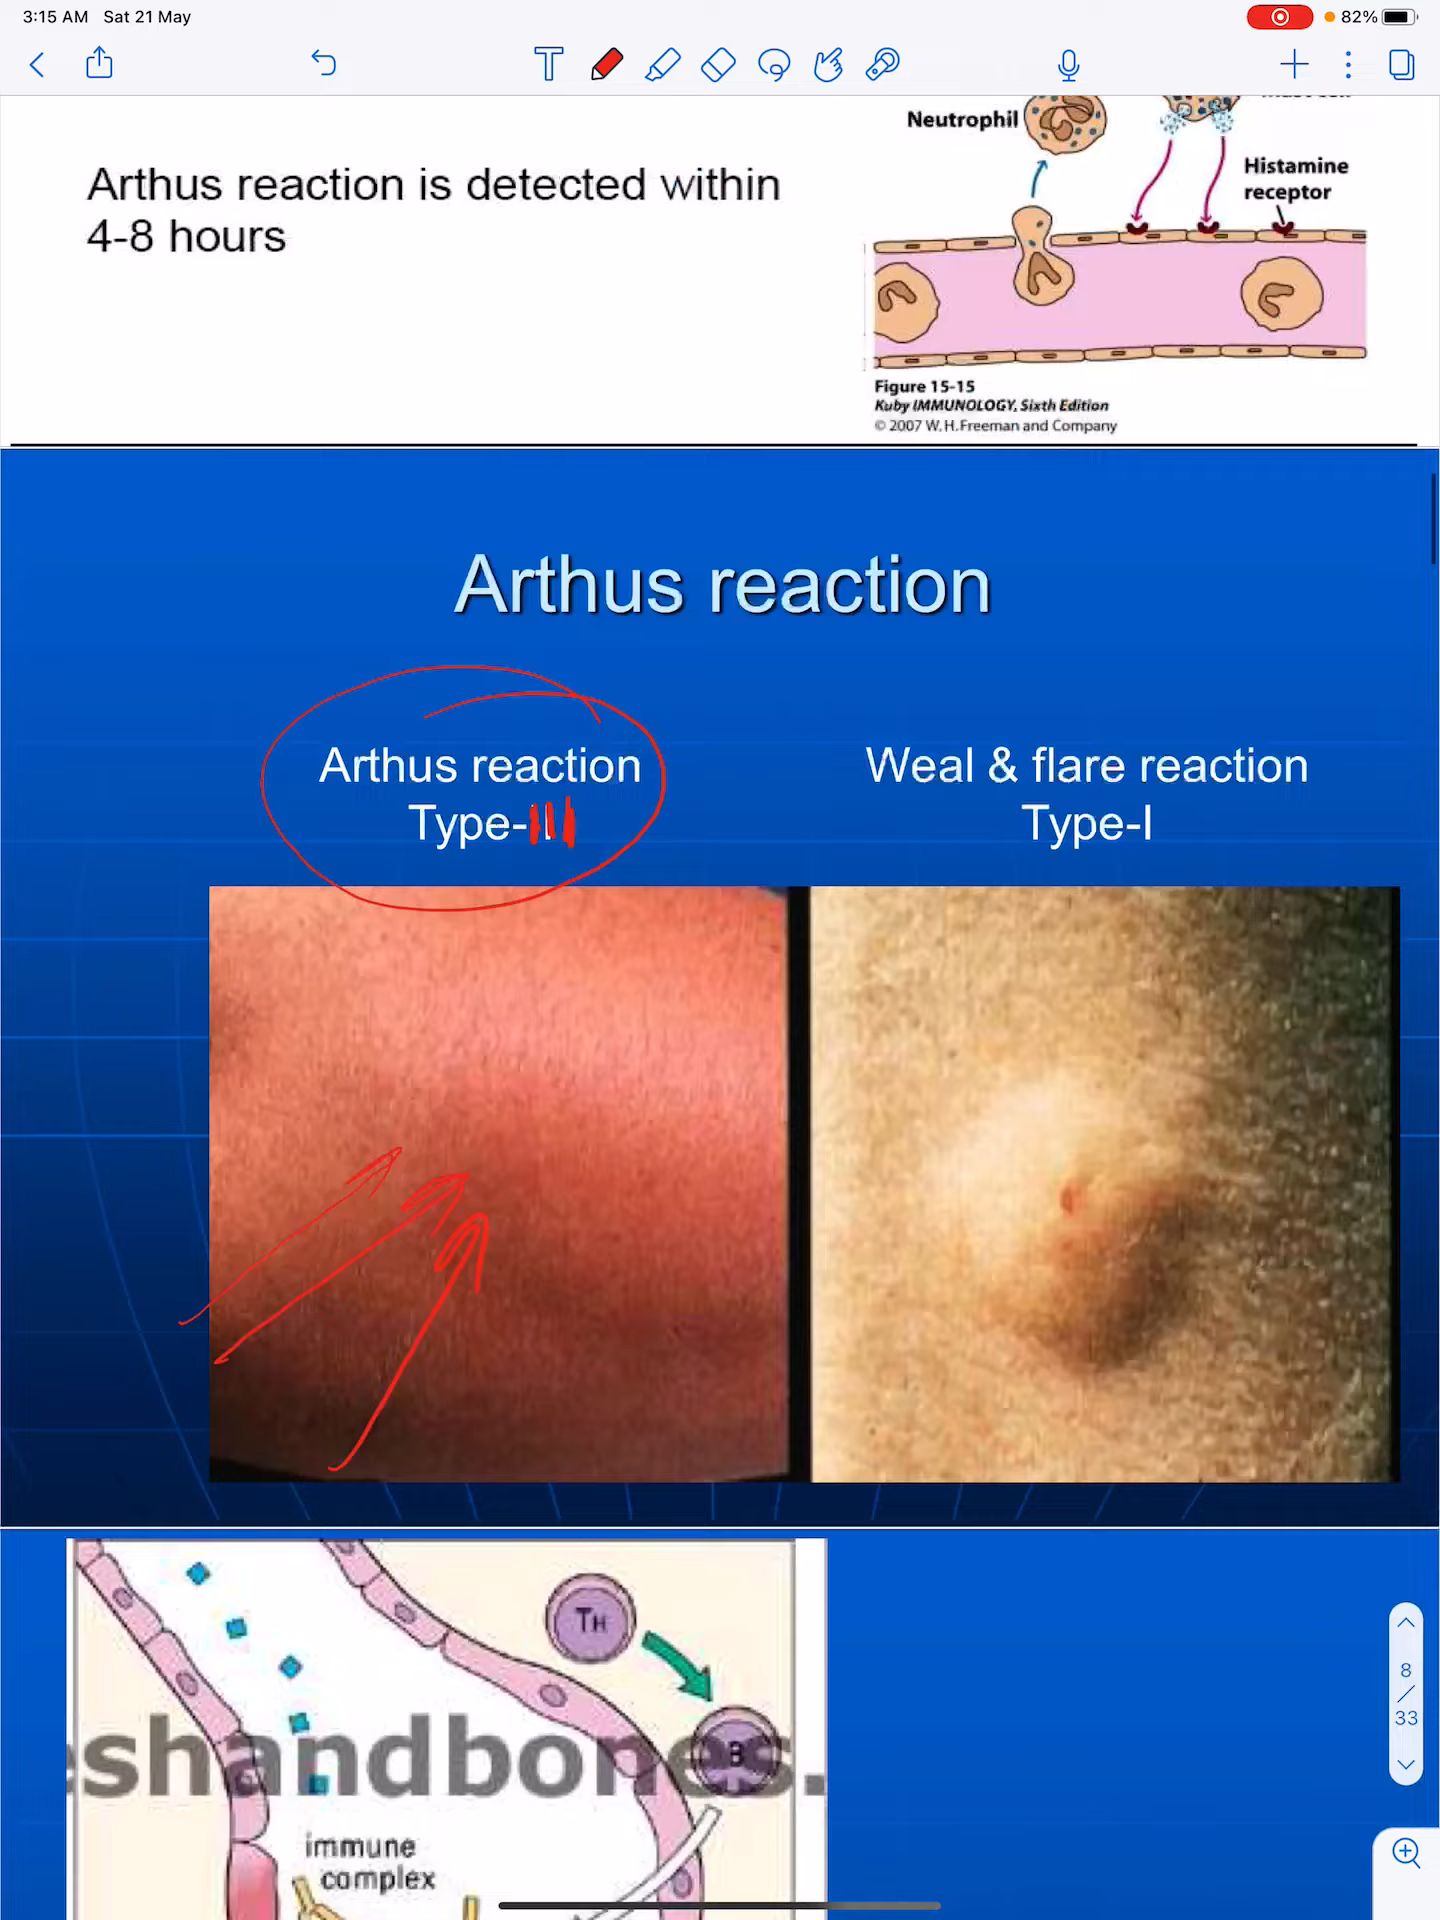 3:15 AM Sat 21 May
82%
Neutrophil
Histamine
receptor
Arthus reaction is detected within
4-8 hours
Figure 15-15
Kuby IMMUNOLOGY, Sixth Edition
© 2007 W. H. Freeman and Company
Arthus reaction
Arthus reaction
Type-III
Weal & flare reaction
Type-I
TH
B
eshandbones.
immune
complex
8
/
33